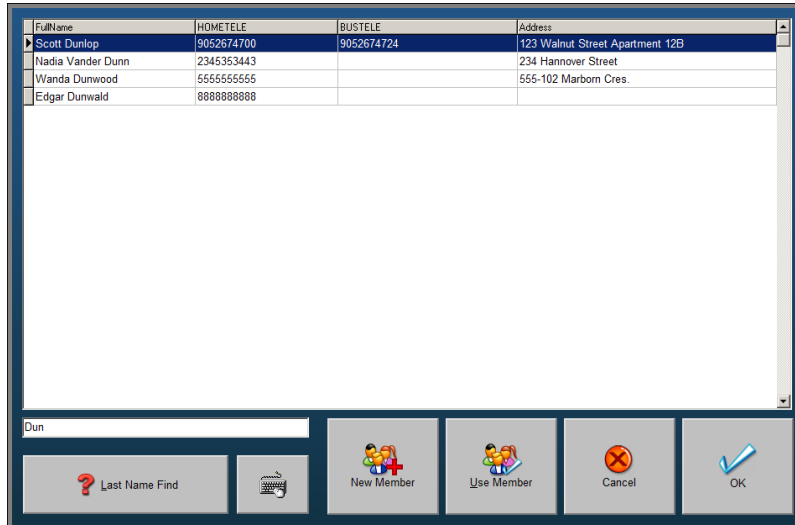 FullName HOMETELE BUSTELE Address
Scott Dunlop 9052674700 9052674724 123 Walnut Street Apartment 12B
Nadia Vander Dunn 2345353443 234 Hannover Street
Wanda Dunwood 5555555555 555-102 Marborn Cres.
Edgar Dunwald 8888888888
Dun
Last Name Find
New Member
Use Member
Cancel
OK